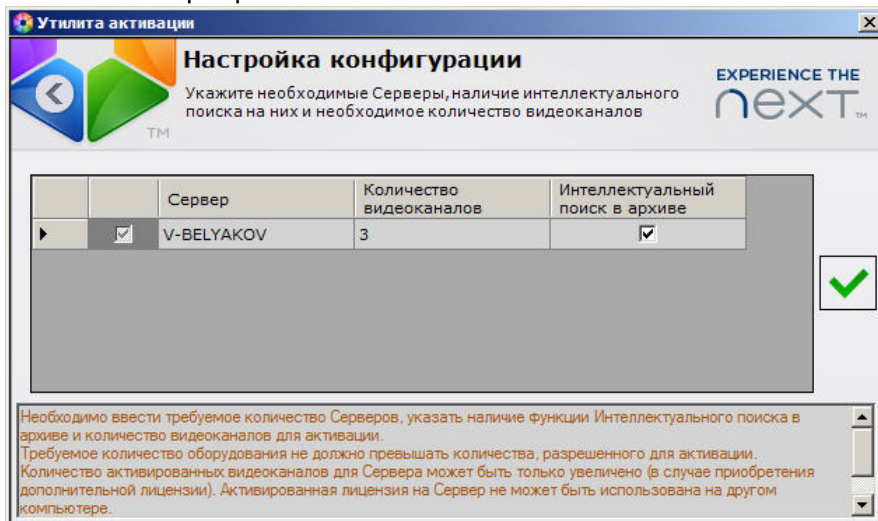 Утилита активации
Настройка конфигурации
Укажите необходимые Серверы,наличие интеллектуального
поиска на них и необходимое количество видеоканалов
EXPERIENCE THE
next™
TM
Сервер
Количество
видеоканалов
Интеллектуальный
поиск в архиве
V-BELYAKOV
3
Необходимо ввести требуемое количество Серверов, указать наличие функции Интеллектуального поиска в
архиве и количество видеоканалов для активации.
Требуемое количество оборудования не должно превышать количества, разрешенного для активации.
Количество активированных видеоканалов для Сервера может быть только увеличено (в случае приобретения
дополнительной лицензии). Активированная лицензия на Сервер не может быть использована на другом
компьютере.